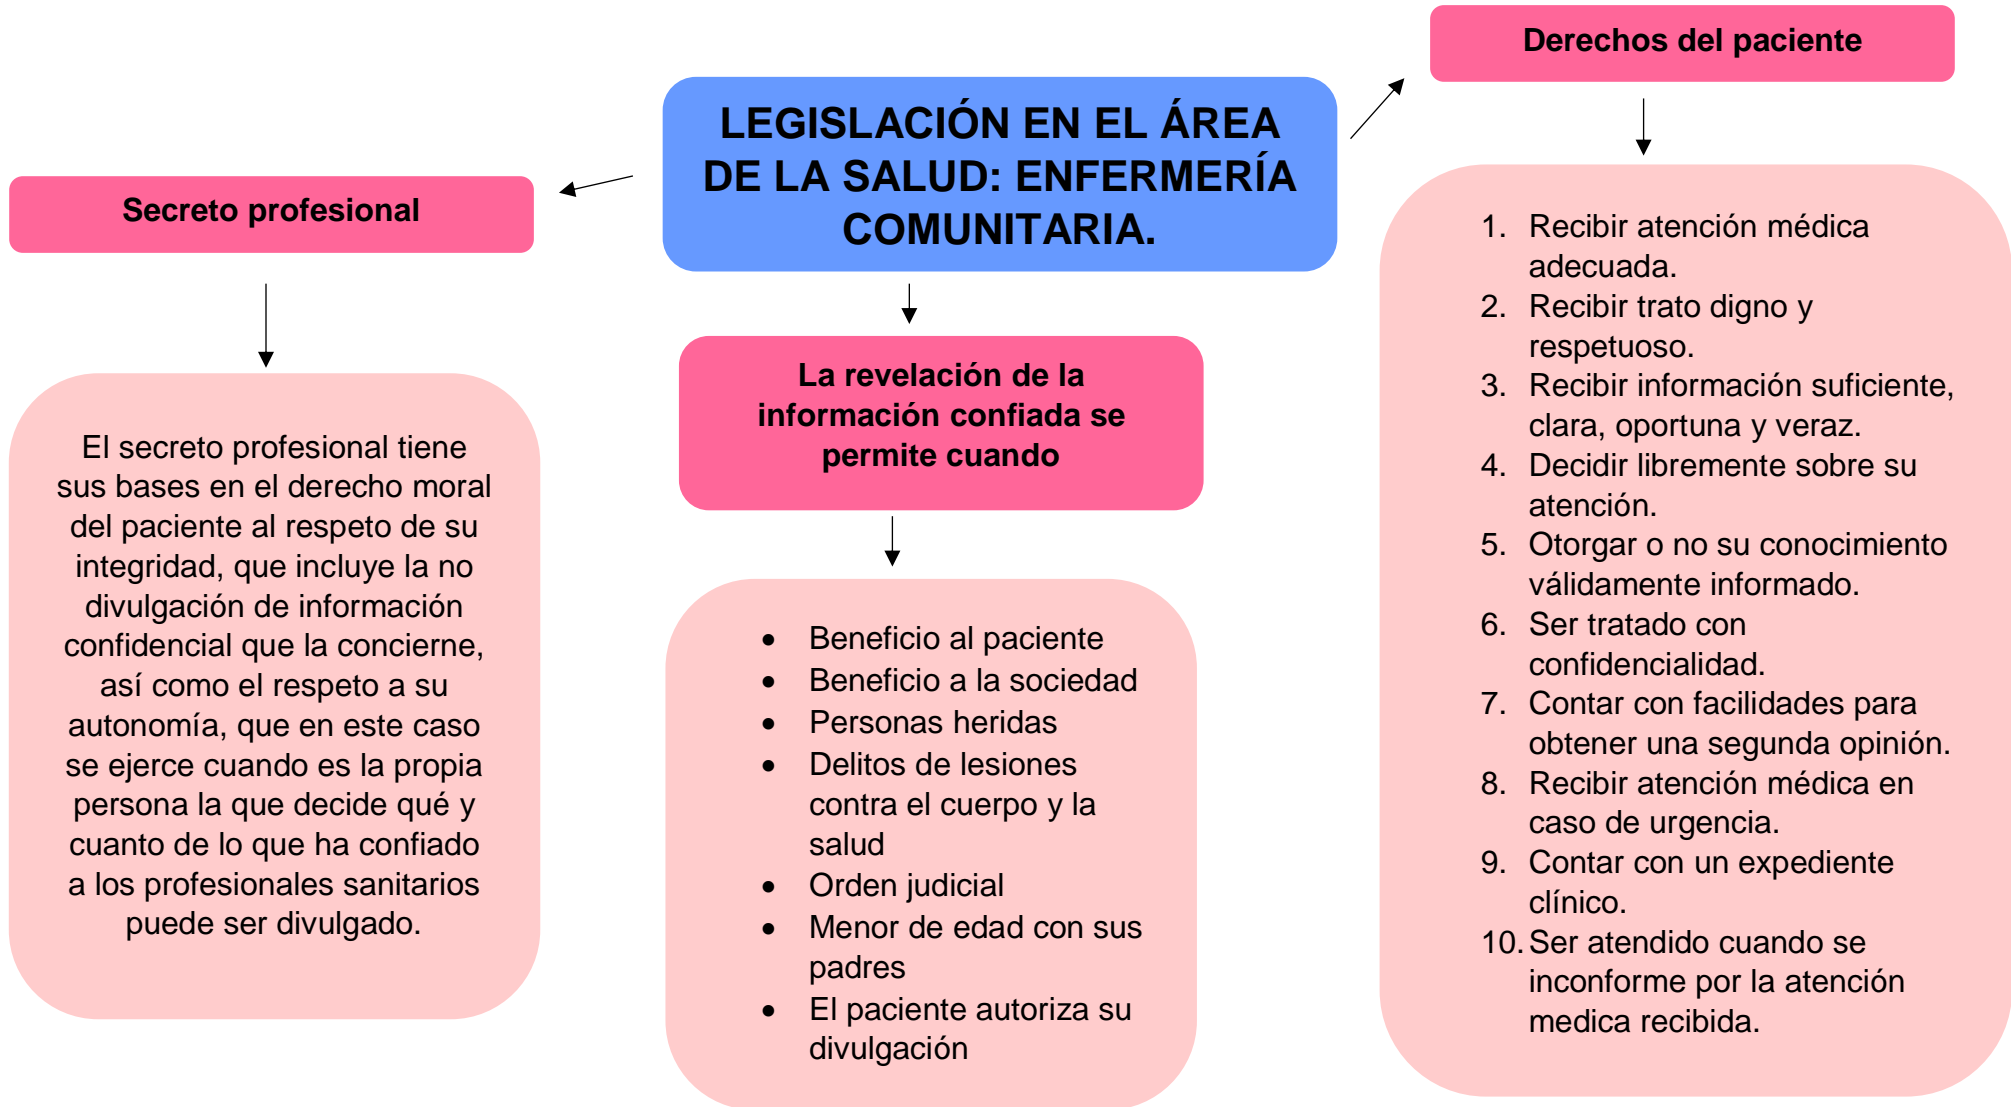 LEGISLACIÓN EN EL ÁREA
DE LA SALUD: ENFERMERÍA
COMUNITARIA.
Secreto profesional
El secreto profesional tiene
sus bases en el derecho moral
del paciente al respeto de su
integridad, que incluye la no
divulgación de información
confidencial que la concierne,
así como el respeto a su
autonomía, que en este caso
se ejerce cuando es la propia
persona la que decide qué y
cuanto de lo que ha confiado
a los profesionales sanitarios
puede ser divulgado.
La revelación de la
información confiada se
permite cuando
• Beneficio al paciente
• Beneficio a la sociedad
• Personas heridas
• Delitos de lesiones
contra el cuerpo y la
salud
• Orden judicial
• Menor de edad con sus
padres
• El paciente autoriza su
divulgación
Derechos del paciente
1. Recibir atención médica
adecuada.
2. Recibir trato digno y
respetuoso.
3. Recibir información suficiente,
clara, oportuna y veraz.
4. Decidir libremente sobre su
atención.
5. Otorgar o no su conocimiento
válidamente informado.
6. Ser tratado con
confidencialidad.
7. Contar con facilidades para
obtener una segunda opinión.
8. Recibir atención médica en
caso de urgencia.
9. Contar con un expediente
clínico.
10. Ser atendido cuando se
inconforme por la atención
medica recibida.